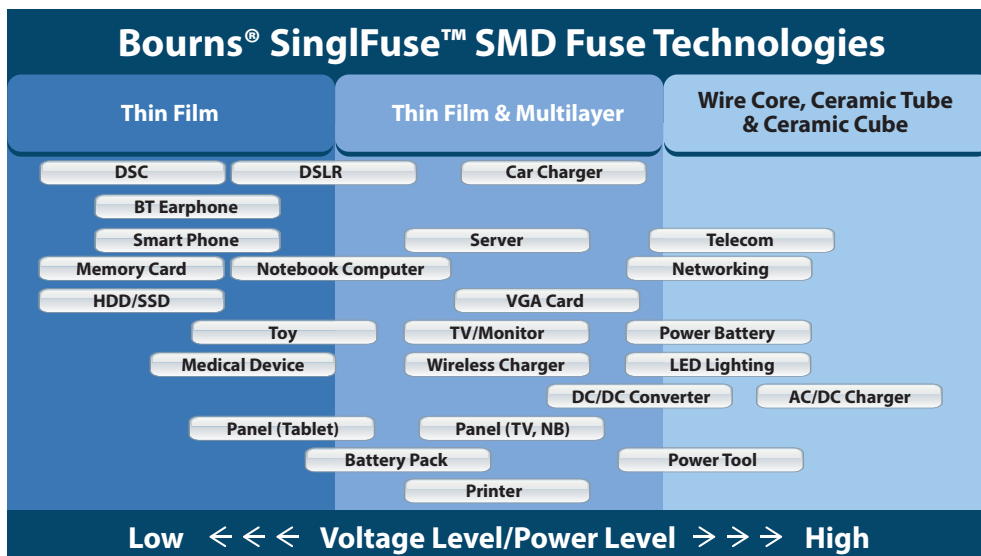 Bourns® SinglFuse™ SMD Fuse Technologies
Thin Film
Thin Film & Multilayer
Wire Core, Ceramic Tube
& Ceramic Cube
DSC
DSLR
Car Charger
BT Earphone
Smart Phone
Server
Telecom
Memory Card
Notebook Computer
Networking
HDD/SSD
VGA Card
Toy
TV/Monitor
Power Battery
Medical Device
Wireless Charger
LED Lighting
DC/DC Converter
AC/DC Charger
Panel (Tablet)
Panel (TV, NB)
Battery Pack
Power Tool
Printer
Low ← ← ← Voltage Level/Power Level → → → High